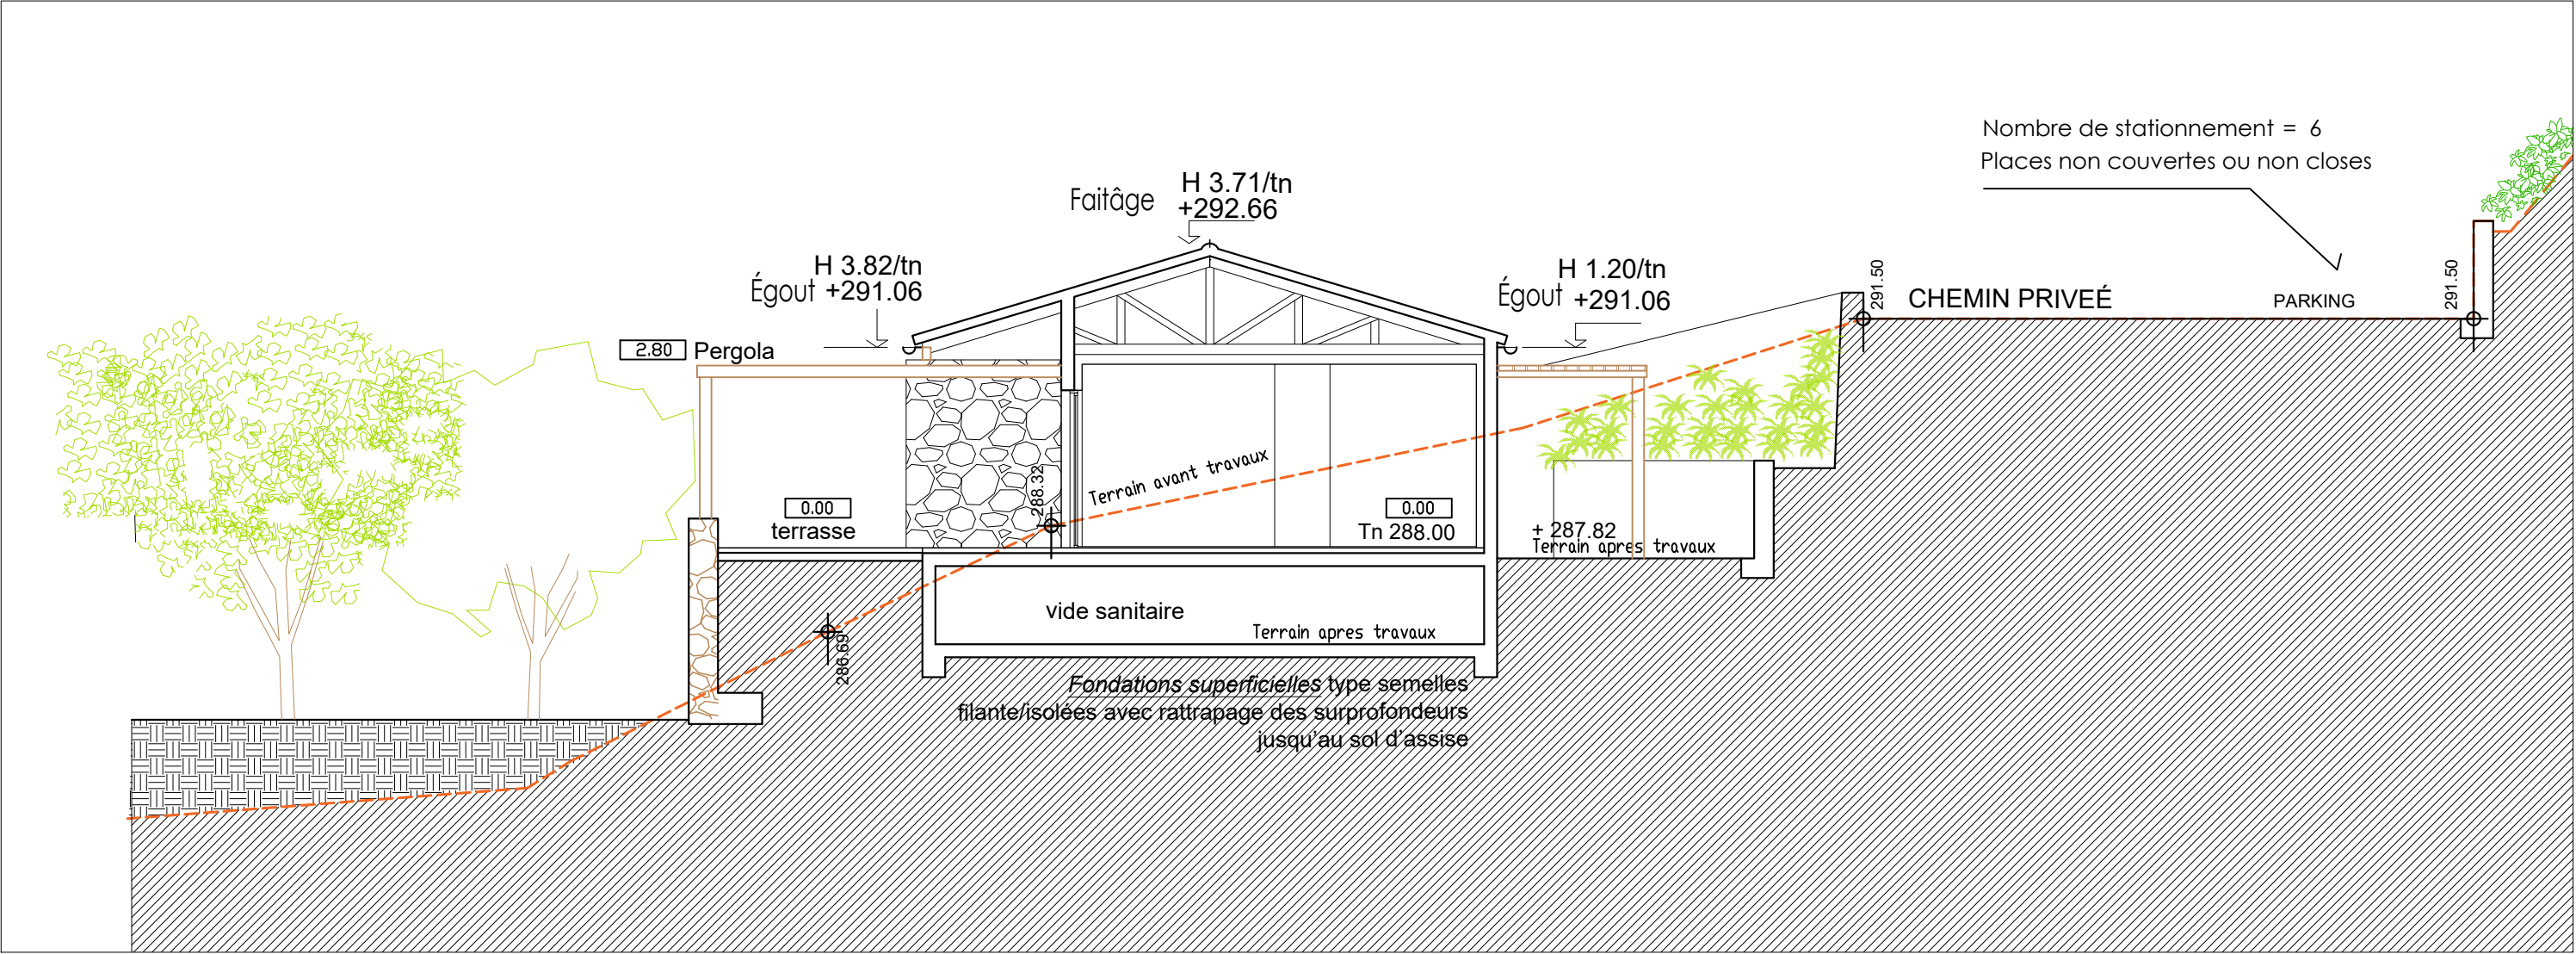 Nombre de stationnement = 6
Places non couvertes ou non closes
Faitâge
H 3.71/tn
+292.66
H 3.82/tn
Égout +291.06
H 1.20/tn
Égout +291.06
291.50
CHEMIN PRIVEÉ
PARKING
291.50
2.80 Pergola
288.32
Terrain avant travaux
0.00
terrasse
0.00
Tn 288.00
+ 287.82
Terrain apres travaux
286.69
vide sanitaire
Terrain apres travaux
Fondations superficielles type semelles
filante/isolées avec rattrapage des surprofondeurs
jusqu'au sol d'assise